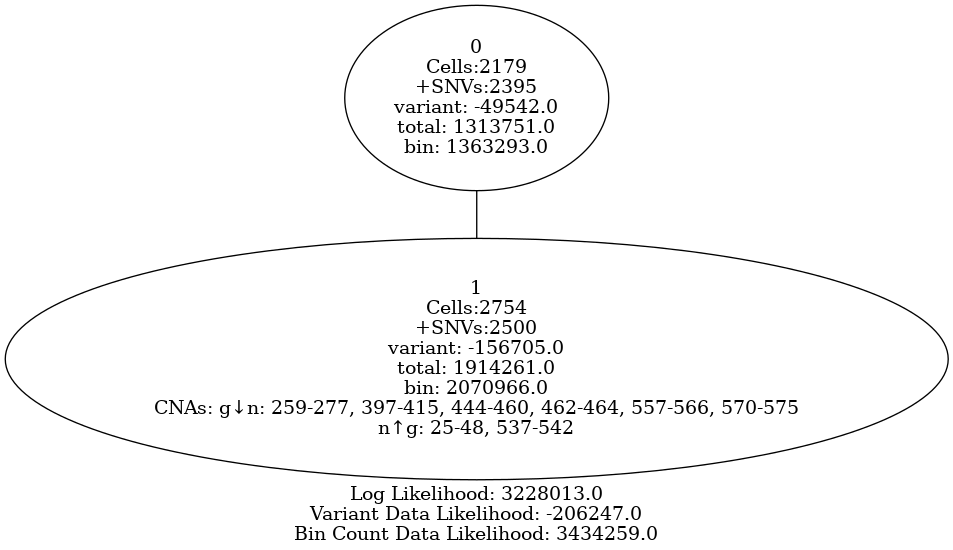 0
Cells:2179
+SNVs:2395
variant: -49542.0
total: 1313751.0
bin: 1363293.0
1
Cells:2754
+SNVs:2500
variant: -156705.0
total: 1914261.0
bin: 2070966.0
CNAs: g↓n: 259-277, 397-415, 444-460, 462-464, 557-566, 570-575
n↑g: 25-48, 537-542
Log Likelihood: 3228013.0
Variant Data Likelihood: -206247.0
Bin Count Data Likelihood: 3434259.0